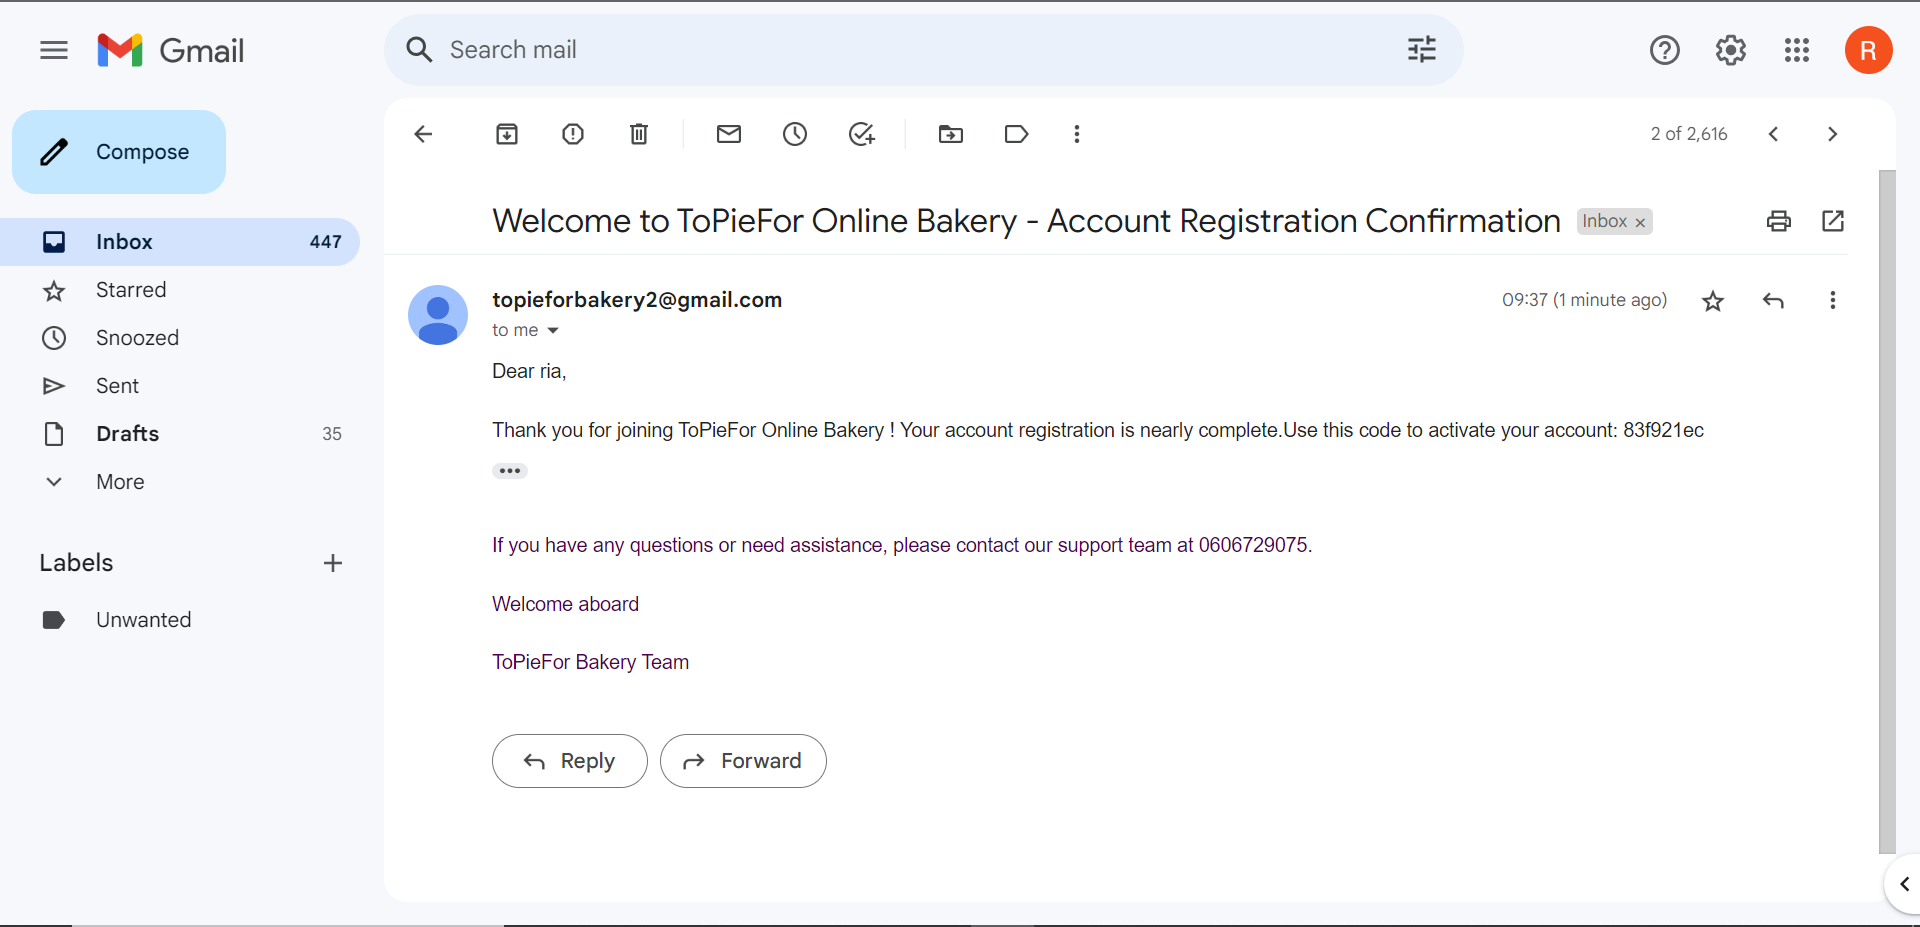 Gmail
Search mail
R
Compose
2 of 2,616
Welcome to ToPieFor Online Bakery - Account Registration Confirmation
Inbox ×
Inbox 447
Starred
Snoozed
Sent
Drafts 35
More
Labels
Unwanted
topieforbakery2@gmail.com
09:37 (1 minute ago)
to me
Dear ria,
Thank you for joining ToPieFor Online Bakery ! Your account registration is nearly complete.Use this code to activate your account: 83f921ec
If you have any questions or need assistance, please contact our support team at 0606729075.
Welcome aboard
ToPieFor Bakery Team
Reply
Forward